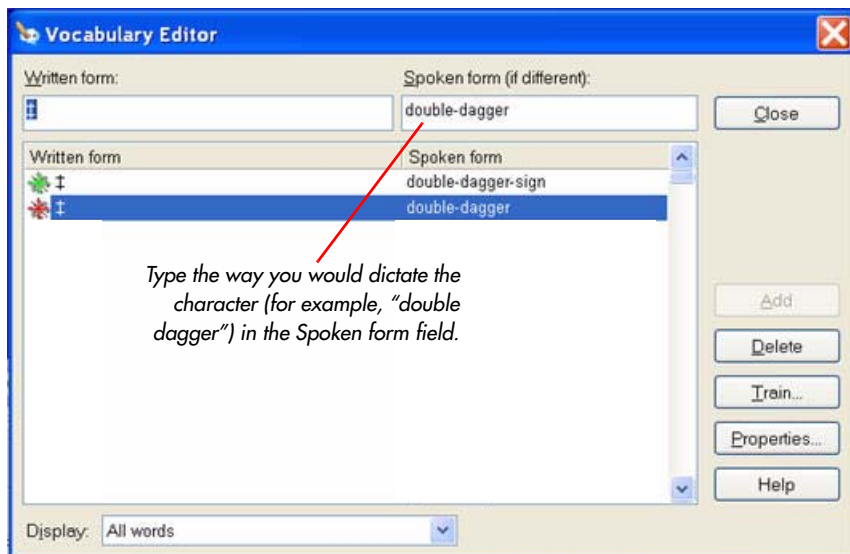 Vocabulary Editor
Written form:
Spoken form (if different):
‡
double-dagger
Close
Written form Spoken form
‡ double-dagger-sign
‡ double-dagger
Type the way you would dictate the
character (for example, “double
dagger”) in the Spoken form field.
Add
Delete
Train...
Properties...
Help
Display: All words